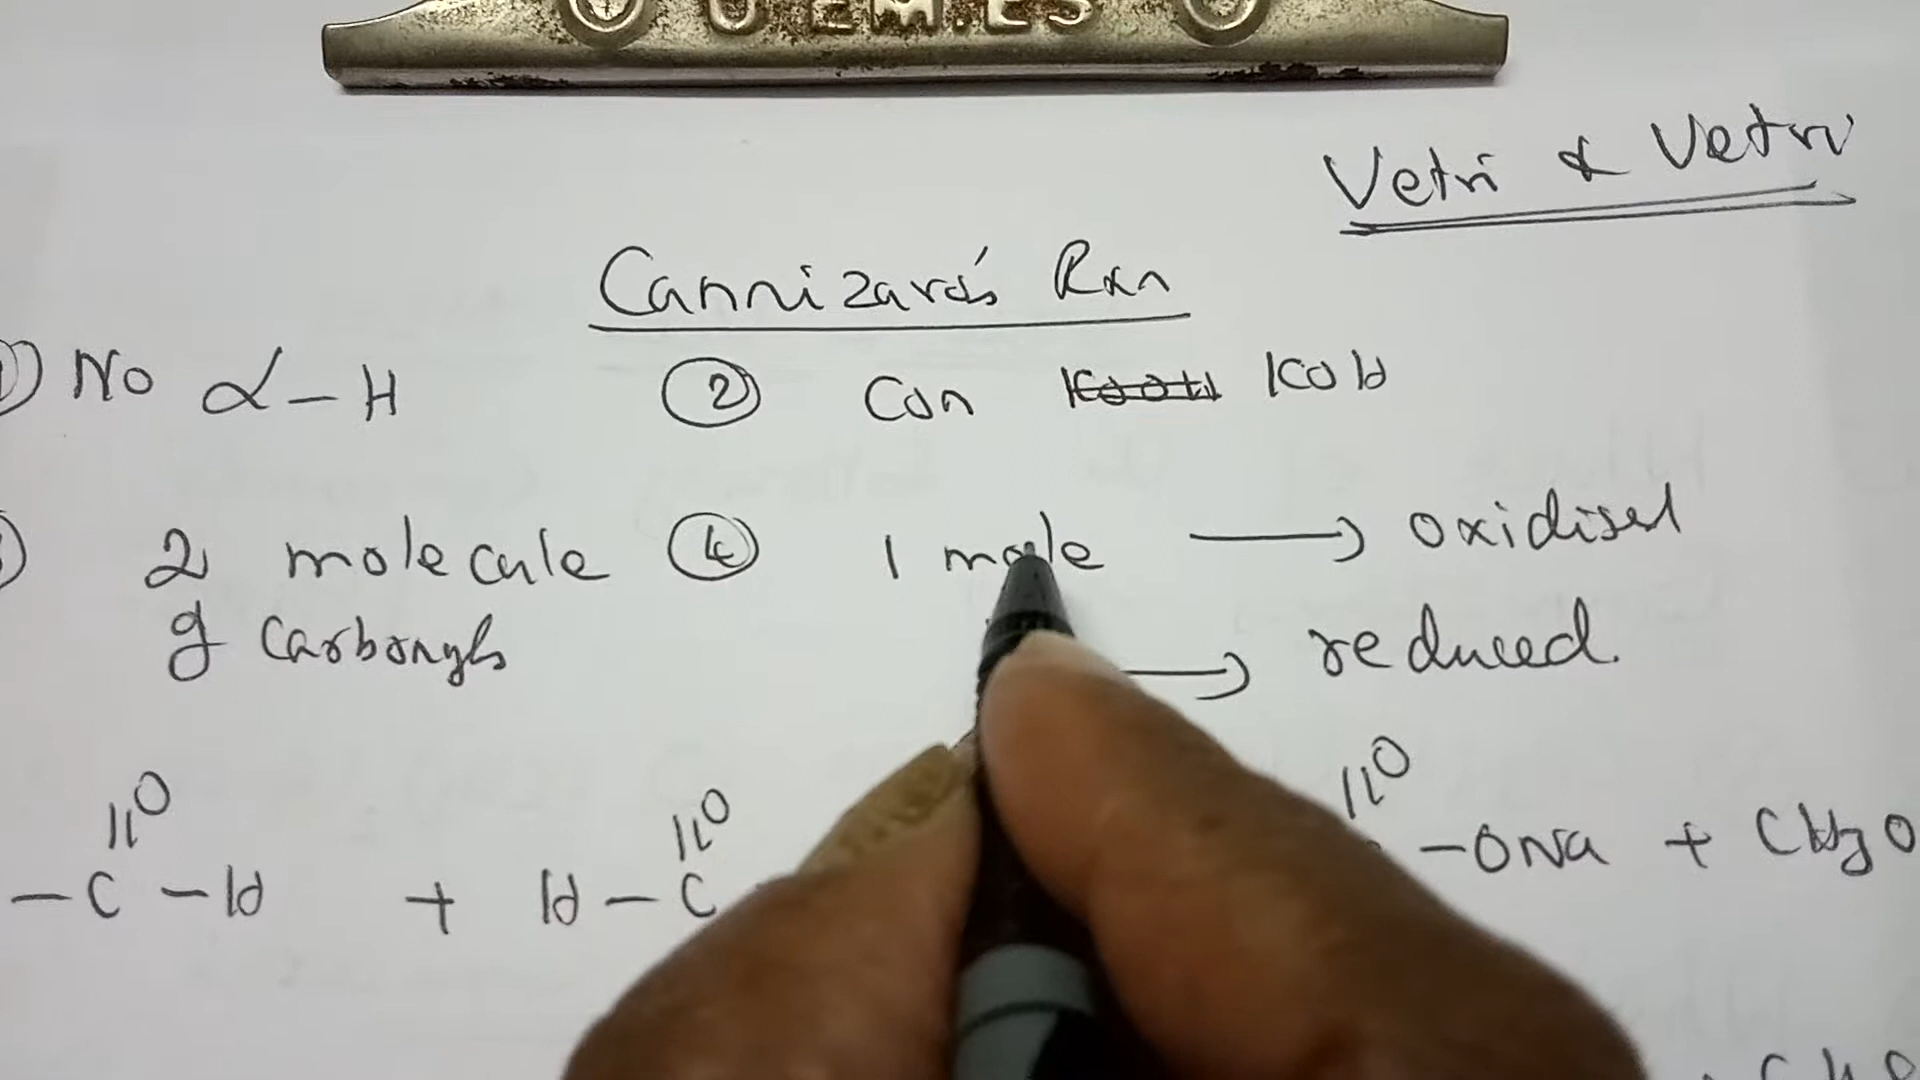 Vetri & Vetri
Cannizaro's Rxn
1) No α-H ② Con KOH
2 molecule ④ 1 mole → oxidised
of Carbonyls → reduced.
O O O
-C-H + H-C -ONa + CH3O